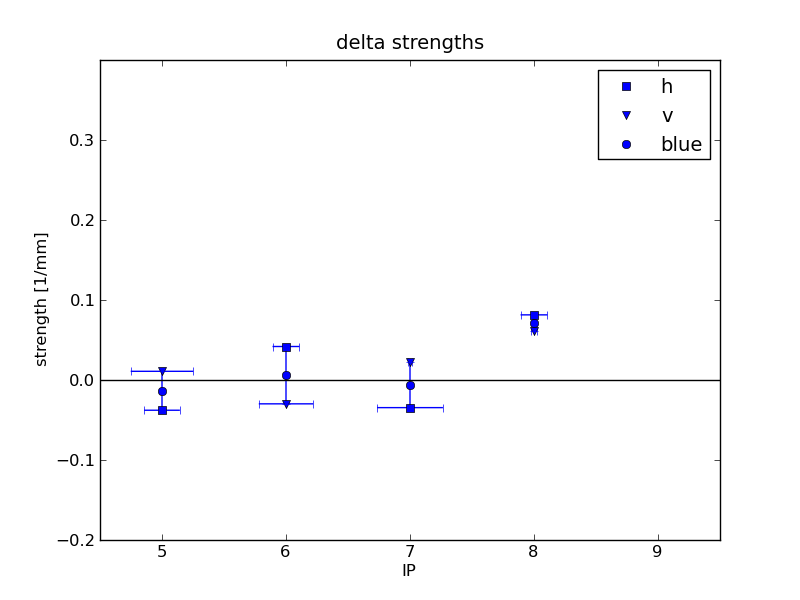 delta strengths
h
v
blue
0.3
0.2
0.1
0.0
−0.1
−0.2
strength [1/mm]
5 6 7 8 9
IP